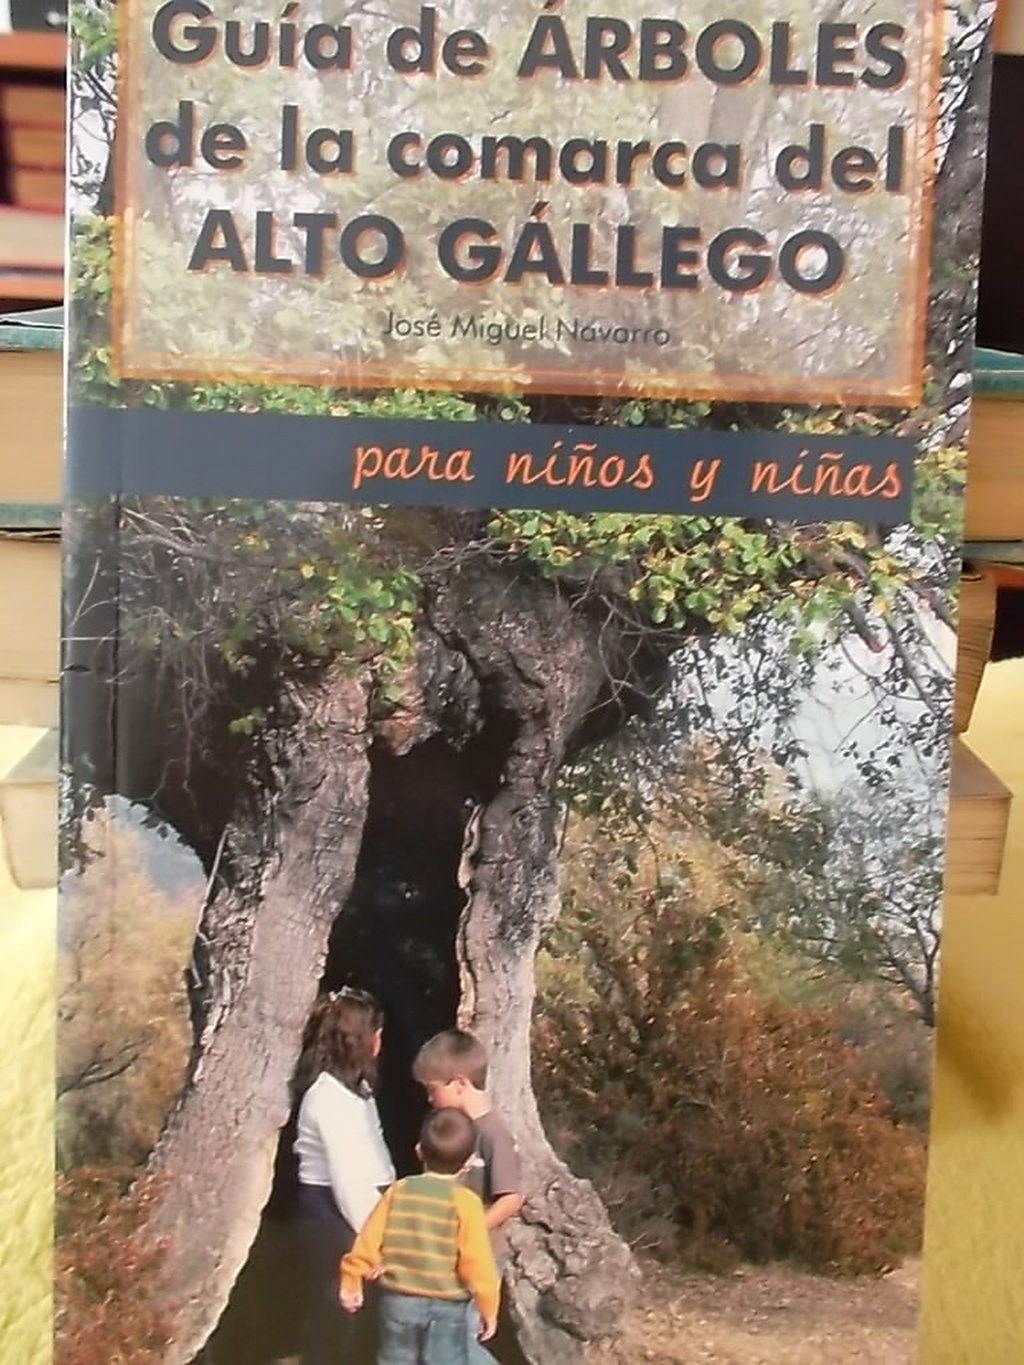 Guía de ÁRBOLES
de la comarca del
ALTO GÁLLEGO
José Miguel Navarro
para niños y niñas